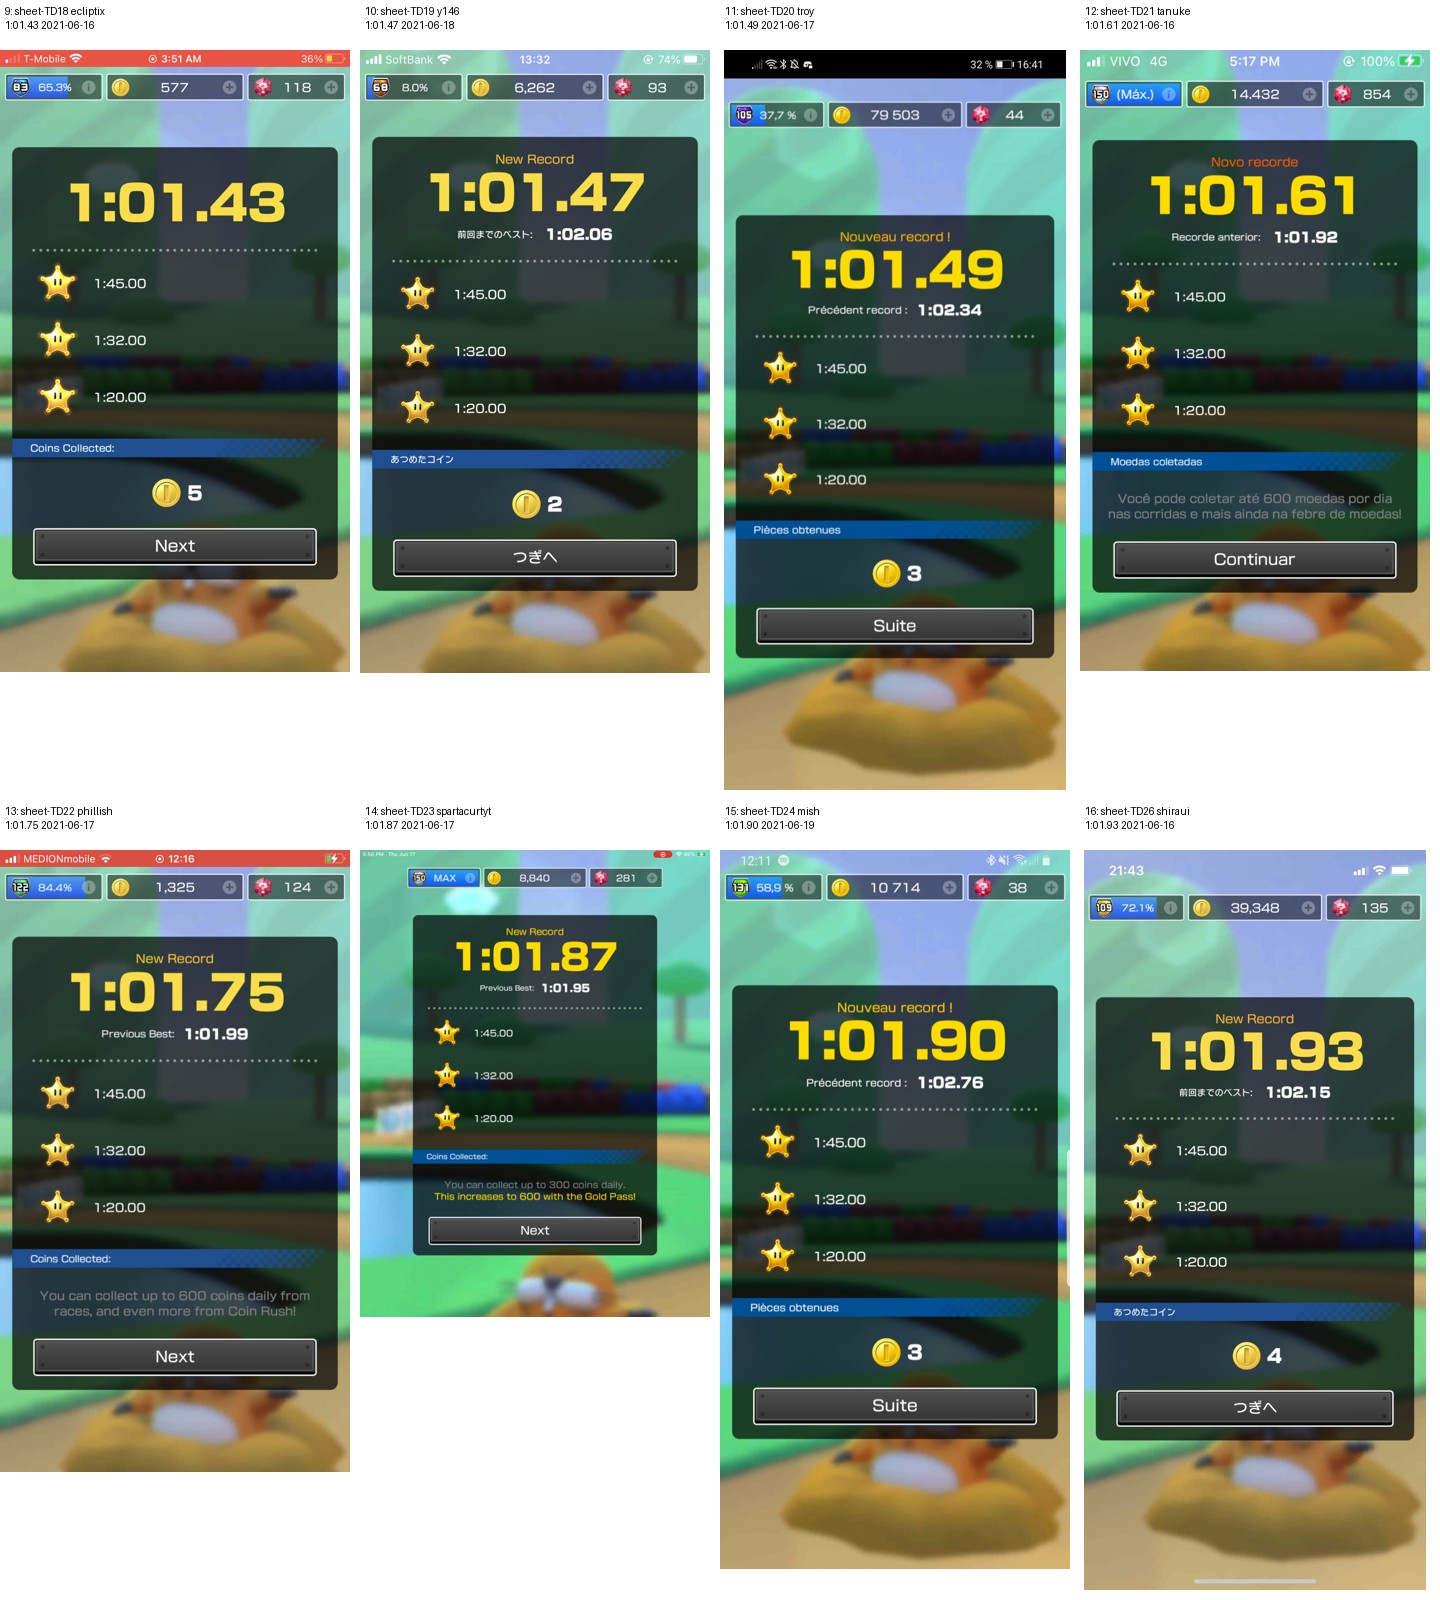 9: sheet-TD18 ecliptix
1:01.43 2021-06-16
T-Mobile 3:51 AM 36%
83 65.3% 577 118
1:01.43
1:45.00
1:32.00
1:20.00
Coins Collected:
5
Next
10: sheet-TD19 y146
1:01.47 2021-06-18
SoftBank 13:32 74%
68 8.0% 6,262 93
New Record
1:01.47
前回までのベスト: 1:02.06
1:45.00
1:32.00
1:20.00
あつめたコイン
2
つぎへ
11: sheet-TD20 troy
1:01.49 2021-06-17
32 % 16:41
105 37,7 % 79 503 44
Nouveau record !
1:01.49
Précédent record : 1:02.34
1:45.00
1:32.00
1:20.00
Pièces obtenues
3
Suite
12: sheet-TD21 tanuke
1:01.61 2021-06-16
VIVO 4G 5:17 PM 100%
150 (Máx.) 14.432 854
Novo recorde
1:01.61
Recorde anterior: 1:01.92
1:45.00
1:32.00
1:20.00
Moedas coletadas
Você pode coletar até 600 moedas por dia
nas corridas e mais ainda na febre de moedas!
Continuar
13: sheet-TD22 phillish
1:01.75 2021-06-17
MEDIONmobile 12:16
122 84.4% 1,325 124
New Record
1:01.75
Previous Best: 1:01.99
1:45.00
1:32.00
1:20.00
Coins Collected:
You can collect up to 600 coins daily from
races, and even more from Coin Rush!
Next
14: sheet-TD23 spartacurtyt
1:01.87 2021-06-17
Thu Jun 17
150 MAX 8,840 281
New Record
1:01.87
Previous Best: 1:01.95
1:45.00
1:32.00
1:20.00
Coins Collected:
You can collect up to 300 coins daily.
This increases to 600 with the Gold Pass!
Next
15: sheet-TD24 mish
1:01.90 2021-06-19
12:11
131 58,9 % 10 714 38
Nouveau record !
1:01.90
Précédent record : 1:02.76
1:45.00
1:32.00
1:20.00
Pièces obtenues
3
Suite
16: sheet-TD26 shiraui
1:01.93 2021-06-16
21:43
109 72.1% 39,348 135
New Record
1:01.93
前回までのベスト: 1:02.15
1:45.00
1:32.00
1:20.00
あつめたコイン
4
つぎへ